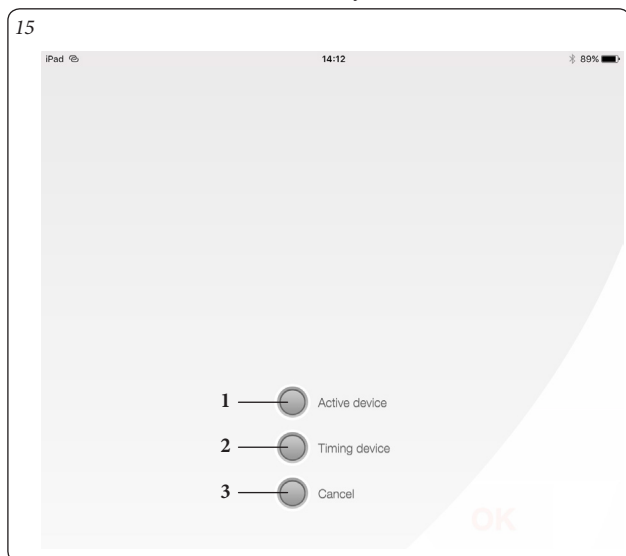 15
iPad 14:12 89%
1 Active device
2 Timing device
3 Cancel
OK